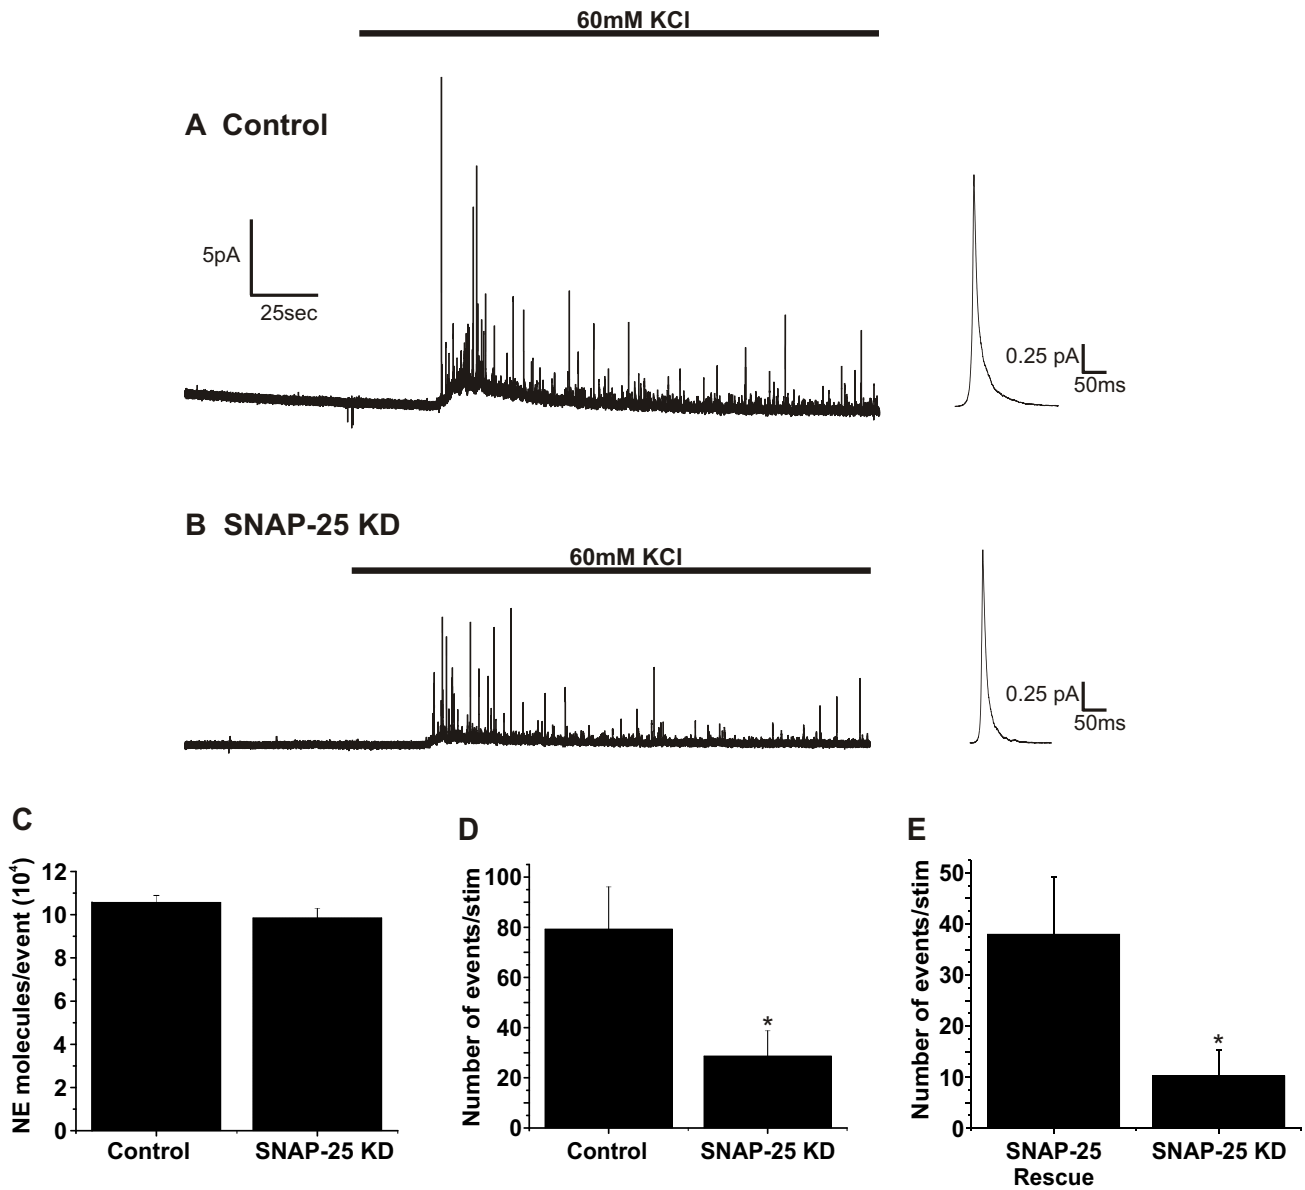 60mM KCl
A Control
5pA
25sec
0.25 pA
50ms
B SNAP-25 KD
60mM KCl
0.25 pA
50ms
C
NE molecules/event (10⁴)
12
10
8
6
4
2
0
Control
SNAP-25 KD
D
Number of events/stim
100
80
60
40
20
0
*
Control
SNAP-25 KD
E
Number of events/stim
50
40
30
20
10
0
*
SNAP-25
Rescue
SNAP-25 KD